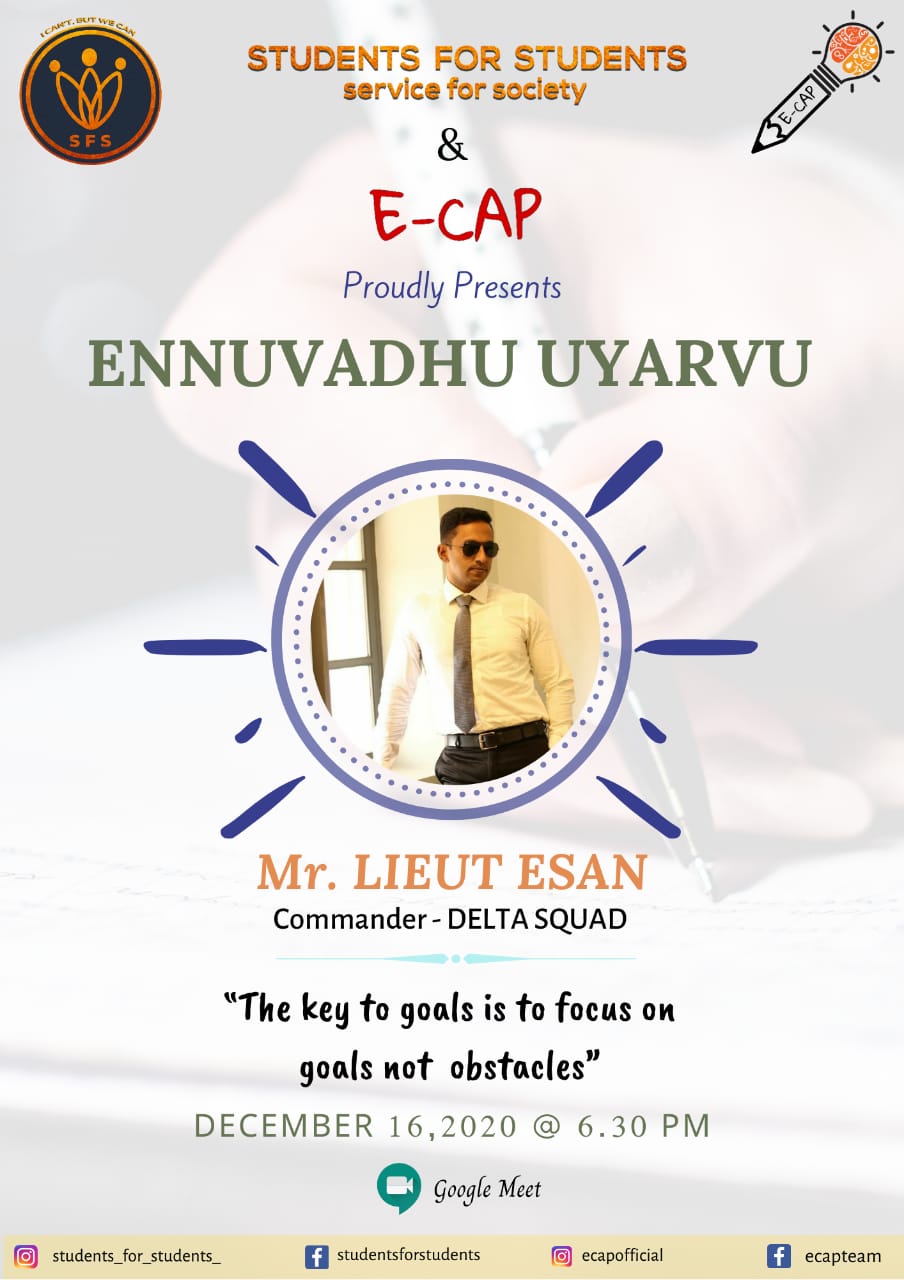 I CAN'T, BUT WE CAN
SFS
STUDENTS FOR STUDENTS
service for society
E-CAP
&
E-CAP
Proudly Presents
ENNUVADHU UYARVU
Mr. LIEUT ESAN
Commander - DELTA SQUAD
“The key to goals is to focus on
goals not obstacles”
DECEMBER 16,2020 @ 6.30 PM
Google Meet
students_for_students_ studentsforstudents ecapofficial ecapteam